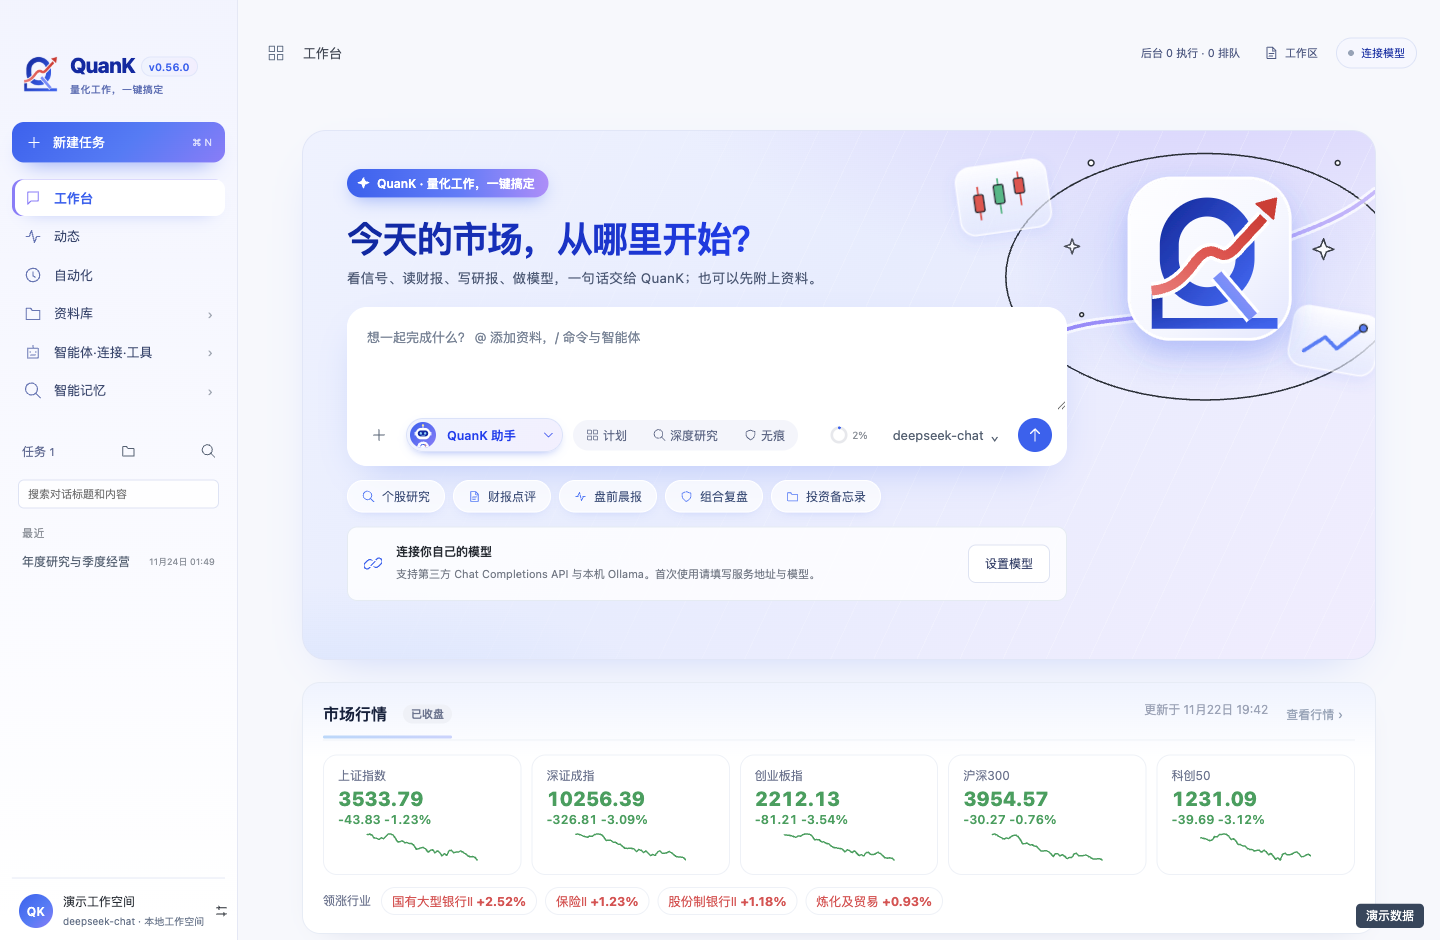 QuanK v0.56.0
量化工作，一键搞定
新建任务 ⌘ N
工作台
动态
自动化
资料库
智能体·连接·工具
智能记忆
任务 1
搜索对话标题和内容
最近
年度研究与季度经营 11月24日 01:49
QK
演示工作空间
deepseek-chat · 本地工作空间
工作台
后台 0 执行 · 0 排队
工作区
连接模型
QuanK · 量化工作，一键搞定
今天的市场，从哪里开始？
看信号、读财报、写研报、做模型，一句话交给 QuanK；也可以先附上资料。
想一起完成什么？ @ 添加资料，/ 命令与智能体
QuanK 助手
计划
深度研究
无痕
2%
deepseek-chat
个股研究
财报点评
盘前晨报
组合复盘
投资备忘录
连接你自己的模型
支持第三方 Chat Completions API 与本机 Ollama。首次使用请填写服务地址与模型。
设置模型
市场行情 已收盘
更新于 11月22日 19:42
查看行情 ›
上证指数
3533.79
-43.83 -1.23%
深证成指
10256.39
-326.81 -3.09%
创业板指
2212.13
-81.21 -3.54%
沪深300
3954.57
-30.27 -0.76%
科创50
1231.09
-39.69 -3.12%
领涨行业
国有大型银行II +2.52%
保险II +1.23%
股份制银行II +1.18%
炼化及贸易 +0.93%
演示数据